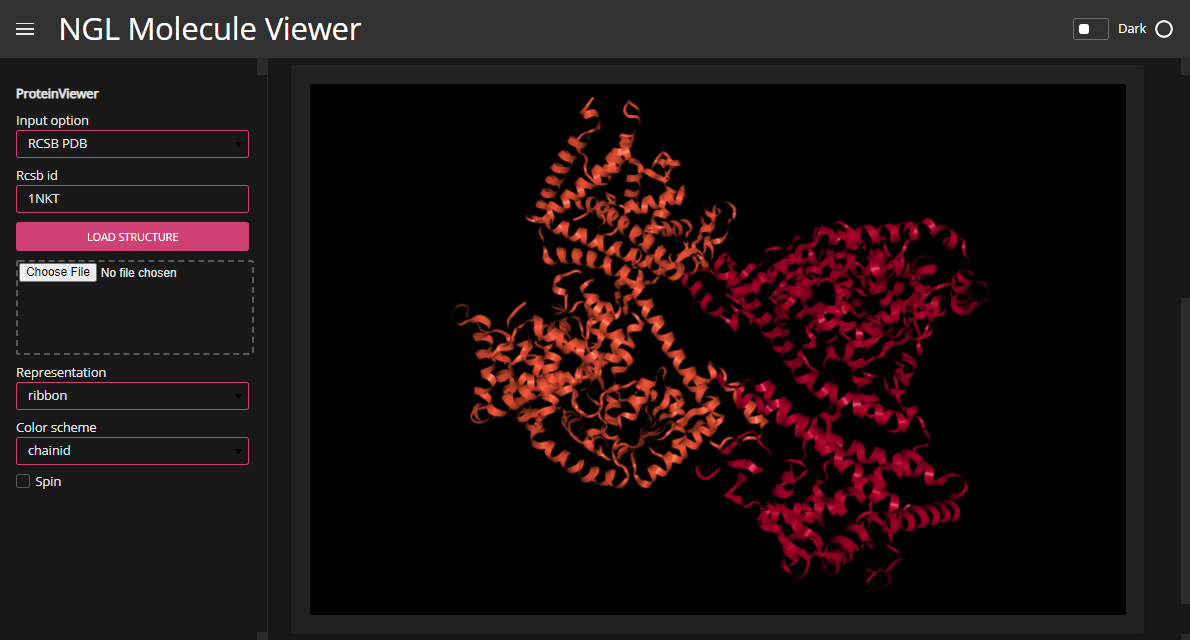 NGL Molecule Viewer
Dark
ProteinViewer
Input option
RCSB PDB
Rcsb id
1NKT
LOAD STRUCTURE
Choose File No file chosen
Representation
ribbon
Color scheme
chainid
Spin